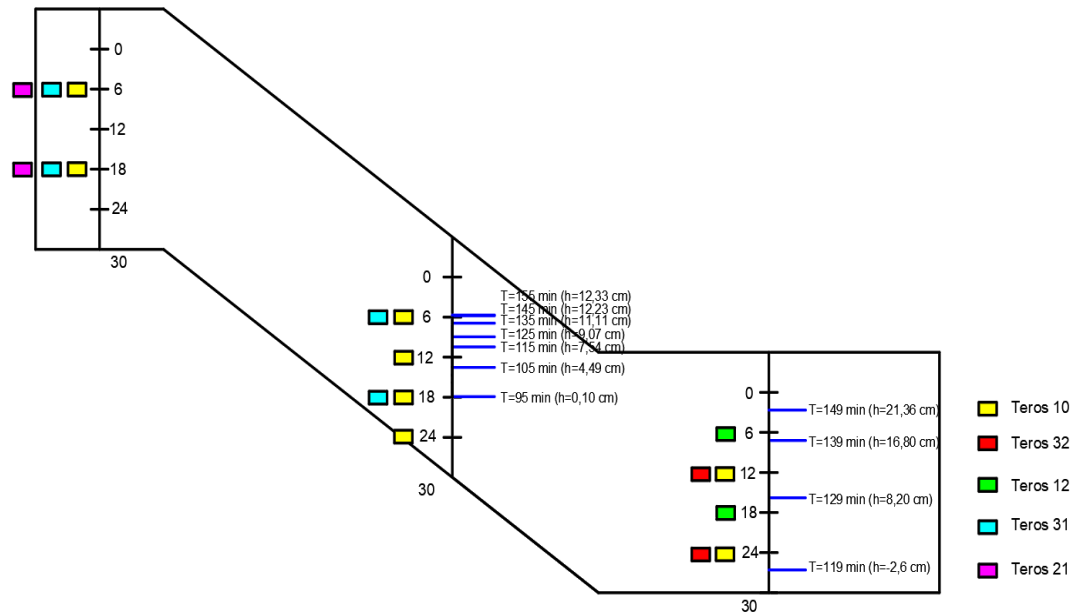 0
6
12
18
24
30
0
6
12
18
24
30
T=155 min (h=12,33 cm)
T=145 min (h=12,23 cm)
T=135 min (h=11,11 cm)
T=125 min (h=9,07 cm)
T=115 min (h=7,54 cm)
T=105 min (h=4,49 cm)
T=95 min (h=0,10 cm)
0
6
12
18
24
30
T=149 min (h=21,36 cm)
T=139 min (h=16,80 cm)
T=129 min (h=8,20 cm)
T=119 min (h=-2,6 cm)
Teros 10
Teros 32
Teros 12
Teros 31
Teros 21